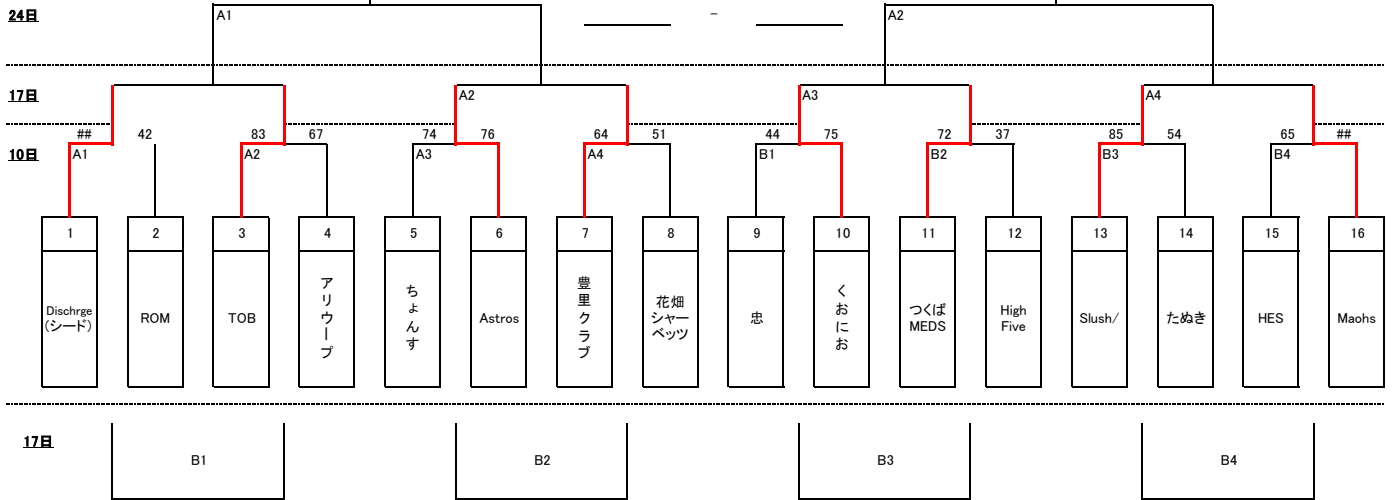 24日 A1 － A2
17日 A2 A3 A4
## 42 83 67 74 76 64 51 44 75 72 37 85 54 65 ##
10日 A1 A2 A3 A4 B1 B2 B3 B4
1 2 3 4 5 6 7 8 9 10 11 12 13 14 15 16
Dischrge
(シード)
ROM
TOB
アリウープ
ちょんす
Astros
豊里クラブ
花畑
シャー
ベッツ
忠
くおにお
つくば
MEDS
High
Five
Slush/
たぬき
HES
Maohs
17日 B1 B2 B3 B4